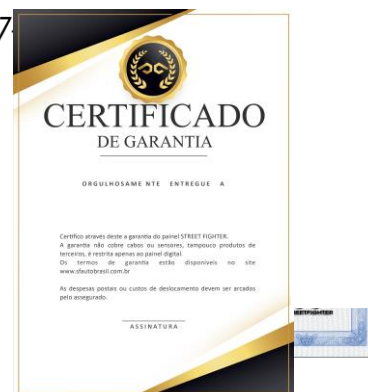 7
CERTIFICADO
DE GARANTIA
ORGULHOSAME NTE ENTREGUE A
Certifico através deste a garantia do painel STREET FIGHTER.
A garantia não cobre cabos ou sensores, tampouco produtos de
terceiros, é restrita apenas ao painel digital.
Os termos de garantia estão disponíveis no site
www.sfautobrasil.com.br
As despesas postais ou custos de deslocamento devem ser arcados
pelo assegurado.
ASSINATURA